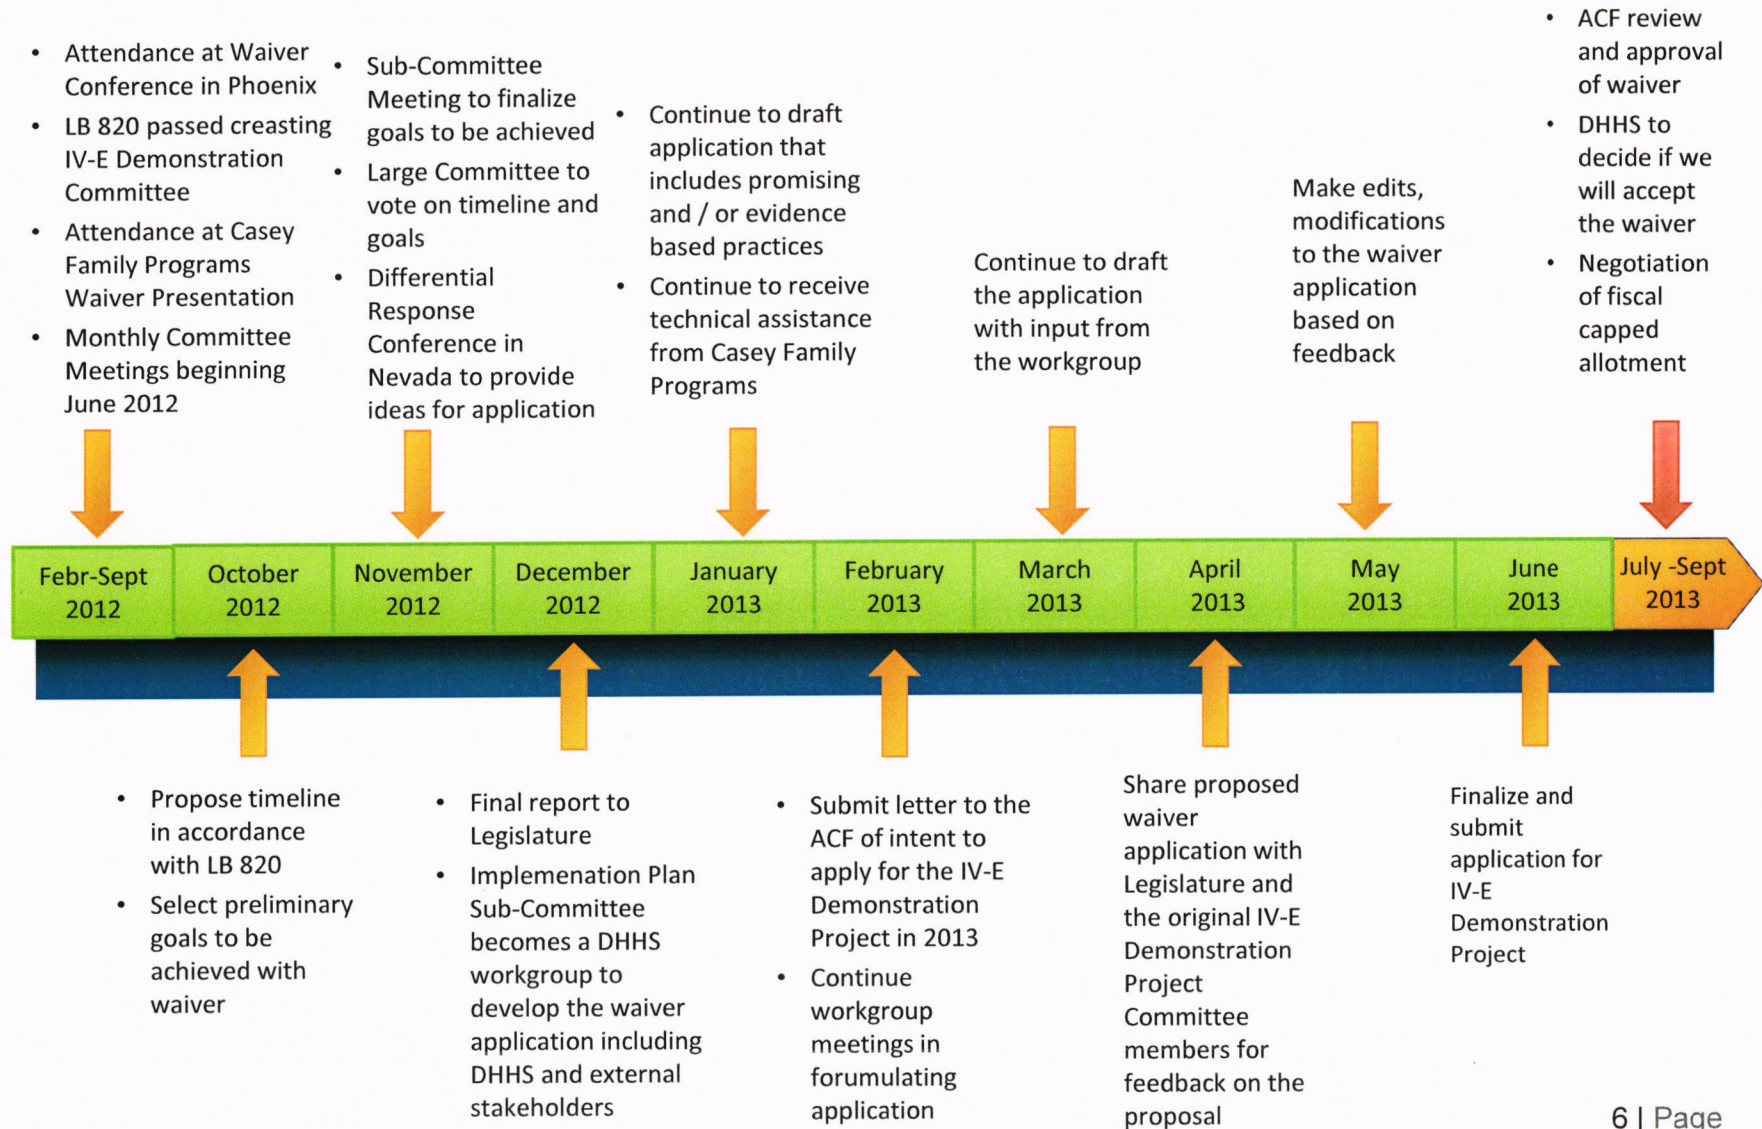 • Attendance at Waiver
Conference in Phoenix
• LB 820 passed creasting
IV-E Demonstration
Committee
• Attendance at Casey
Family Programs
Waiver Presentation
• Monthly Committee
Meetings beginning
June 2012
• Sub-Committee
Meeting to finalize
goals to be achieved
• Large Committee to
vote on timeline and
goals
• Differential
Response
Conference in
Nevada to provide
ideas for application
• Continue to draft
application that
includes promising
and / or evidence
based practices
• Continue to receive
technical assistance
from Casey Family
Programs
Continue to draft
the application
with input from
the workgroup
Make edits,
modifications
to the waiver
application
based on
feedback
• ACF review
and approval
of waiver
• DHHS to
decide if we
will accept
the waiver
• Negotiation
of fiscal
capped
allotment
Febr-Sept
2012
October
2012
November
2012
December
2012
January
2013
February
2013
March
2013
April
2013
May
2013
June
2013
July -Sept
2013
• Propose timeline
in accordance
with LB 820
• Select preliminary
goals to be
achieved with
waiver
• Final report to
Legislature
• Implemenation Plan
Sub-Committee
becomes a DHHS
workgroup to
develop the waiver
application including
DHHS and external
stakeholders
• Submit letter to the
ACF of intent to
apply for the IV-E
Demonstration
Project in 2013
• Continue
workgroup
meetings in
forumulating
application
Share proposed
waiver
application with
Legislature and
the original IV-E
Demonstration
Project
Committee
members for
feedback on the
proposal
Finalize and
submit
application for
IV-E
Demonstration
Project
6 | Page